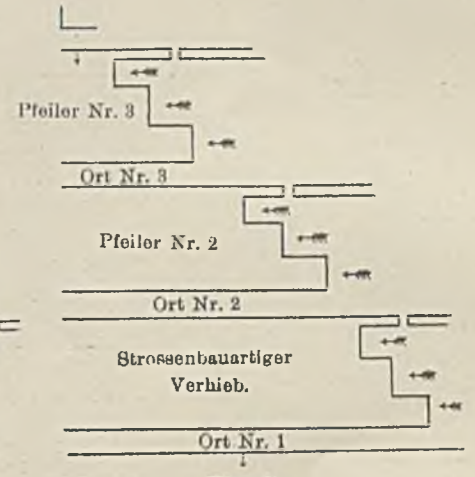 Pfeiler Nr. 3
Ort Nr. 3
Pfeiler Nr. 2
Ort Nr. 2
Strossenbauartiger
Verhieb.
Ort Nr. 1